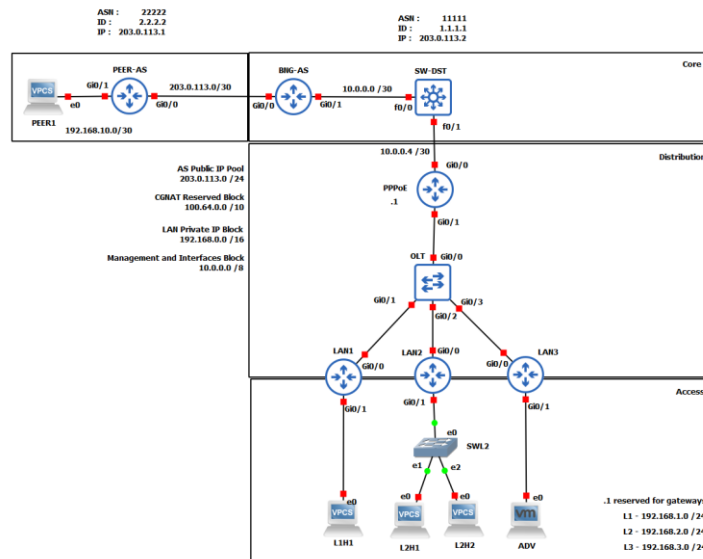 ASN : 22222
ID : 2.2.2.2
IP : 203.0.113.1
ASN : 11111
ID : 1.1.1.1
IP : 203.0.113.2
PEER-AS
BNG-AS
SW-DST
Core
VPCS
Gi0/1
203.0.113.0/30
10.0.0.0 /30
e0
Gi0/0
Gi0/0
Gi0/1
f0/0
PEER1
f0/1
192.168.10.0/30
10.0.0.4 /30
Distribution
Gi0/0
AS Public IP Pool
203.0.113.0 /24
PPPoE
.1
CGNAT Reserved Block
100.64.0.0 /10
Gi0/1
LAN Private IP Block
192.168.0.0 /16
OLT
Gi0/0
Management and Interfaces Block
10.0.0.0 /8
Gi0/1
Gi0/2
Gi0/3
LAN1
LAN2
LAN3
Gi0/0
Gi0/0
Gi0/0
Access
Gi0/1
Gi0/1
Gi0/1
e0
SWL2
e1
e2
e0
e0
e0
e0
.1 reserved for gateways
VPCS
VPCS
VPCS
vm
L1 - 192.168.1.0 /24
L1H1
L2H1
L2H2
ADV
L2 - 192.168.2.0 /24
L3 - 192.168.3.0 /24